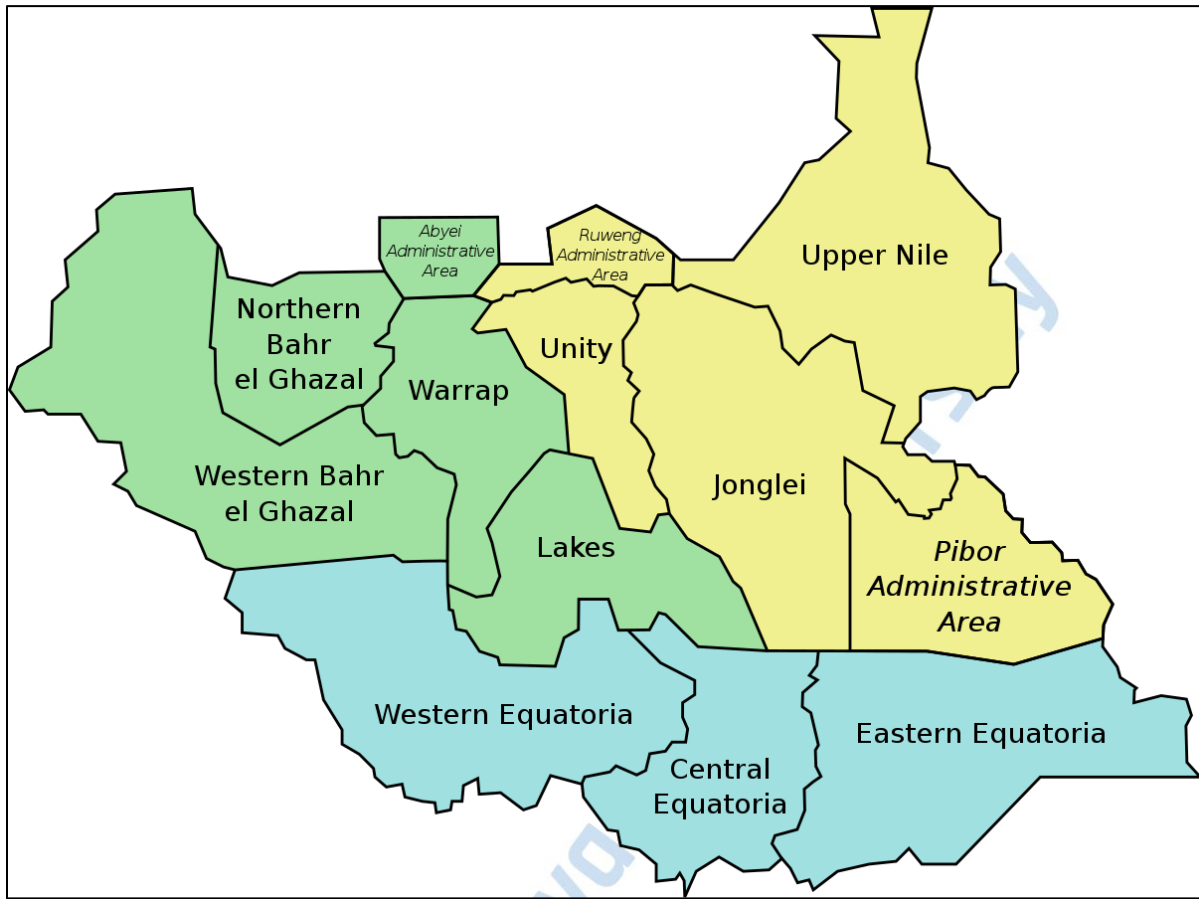 Abyei
Administrative
Area
Ruweng
Administrative
Area
Upper Nile
Northern
Bahr
el Ghazal
Unity
Warrap
Western Bahr
el Ghazal
Jonglei
Lakes
Pibor
Administrative
Area
Western Equatoria
Eastern Equatoria
Central
Equatoria